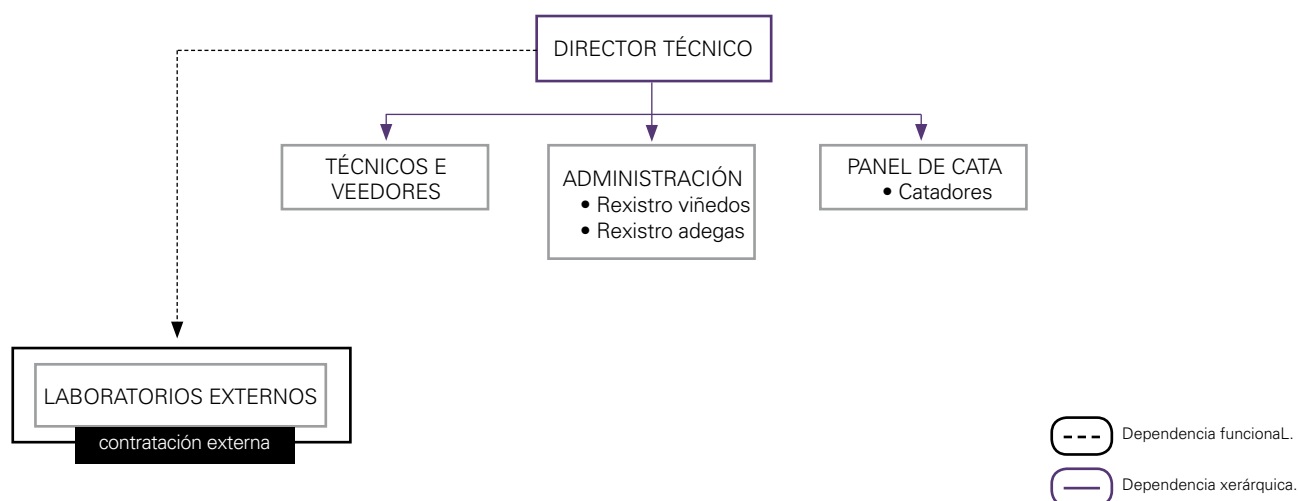 DIRECTOR TÉCNICO
TÉCNICOS E
VEEDORES
ADMINISTRACIÓN
• Rexistro viñedos
• Rexistro adegas
PANEL DE CATA
• Catadores
LABORATORIOS EXTERNOS
contratación externa
Dependencia funcionaL.
Dependencia xerárquica.